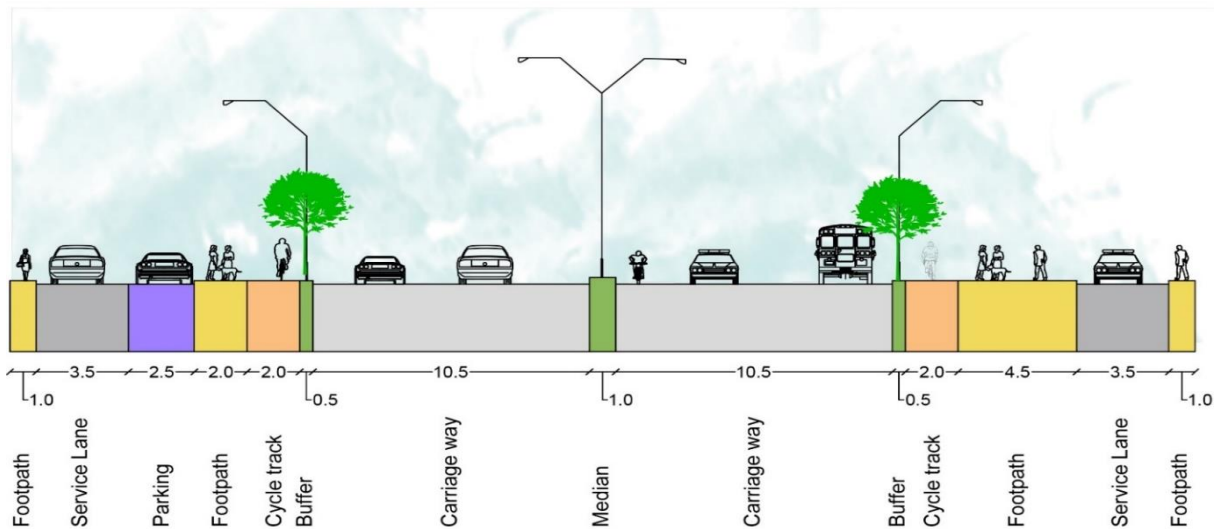 3.5 2.5 2.0 2.0 10.5 10.5 2.0 4.5 3.5
1.0 0.5 1.0 0.5 1.0
Footpath
Service Lane
Parking
Footpath
Cycle track
Buffer
Carriage way
Median
Carriage way
Buffer
Cycle track
Footpath
Service Lane
Footpath